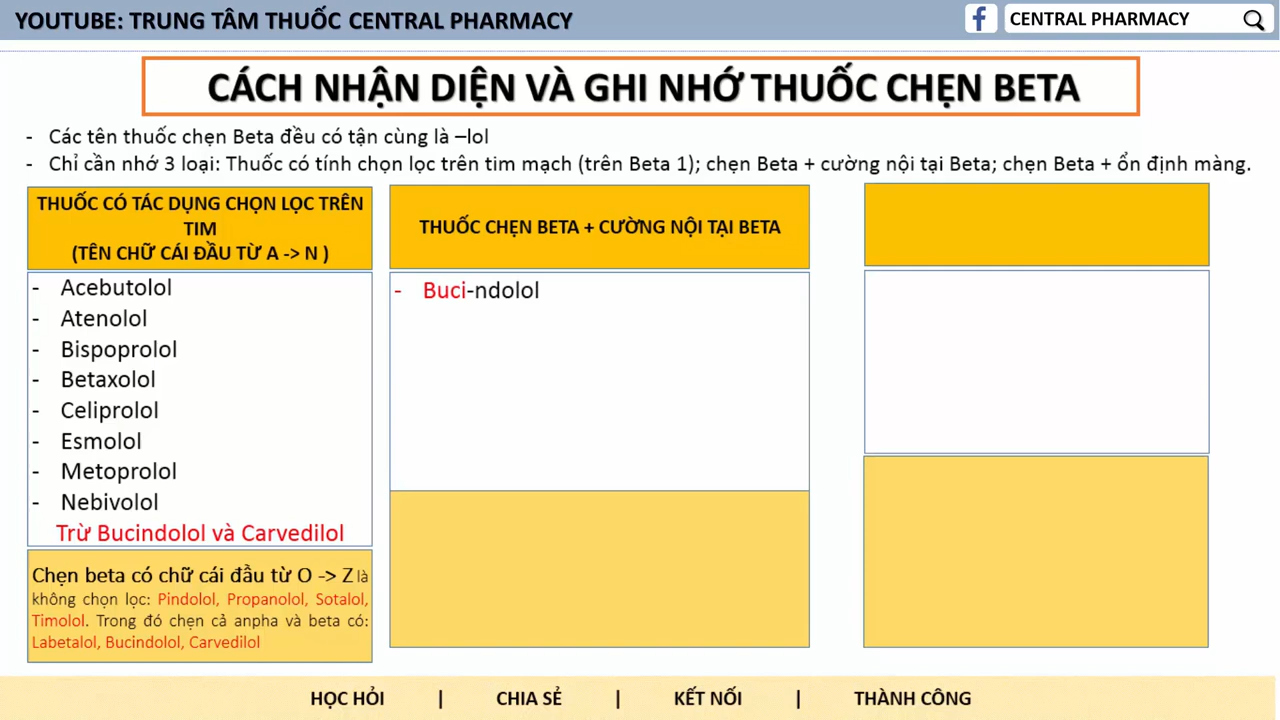 YOUTUBE: TRUNG TÂM THUỐC CENTRAL PHARMACY
CENTRAL PHARMACY
CÁCH NHẬN DIỆN VÀ GHI NHỚ THUỐC CHẸN BETA
- Các tên thuốc chẹn Beta đều có tận cùng là –lol
- Chỉ cần nhớ 3 loại: Thuốc có tính chọn lọc trên tim mạch (trên Beta 1); chẹn Beta + cường nội tại Beta; chẹn Beta + ổn định màng.
THUỐC CÓ TÁC DỤNG CHỌN LỌC TRÊN
TIM
(TÊN CHỮ CÁI ĐẦU TỪ A -> N )
- Acebutolol
- Atenolol
- Bispoprolol
- Betaxolol
- Celiprolol
- Esmolol
- Metoprolol
- Nebivolol
Trừ Bucindolol và Carvedilol
Chẹn beta có chữ cái đầu từ O -> Z là
không chọn lọc: Pindolol, Propanolol, Sotalol,
Timolol. Trong đó chẹn cả anpha và beta có:
Labetalol, Bucindolol, Carvedilol
THUỐC CHẸN BETA + CƯỜNG NỘI TẠI BETA
- Buci-ndolol
HỌC HỎI | CHIA SẺ | KẾT NỐI | THÀNH CÔNG